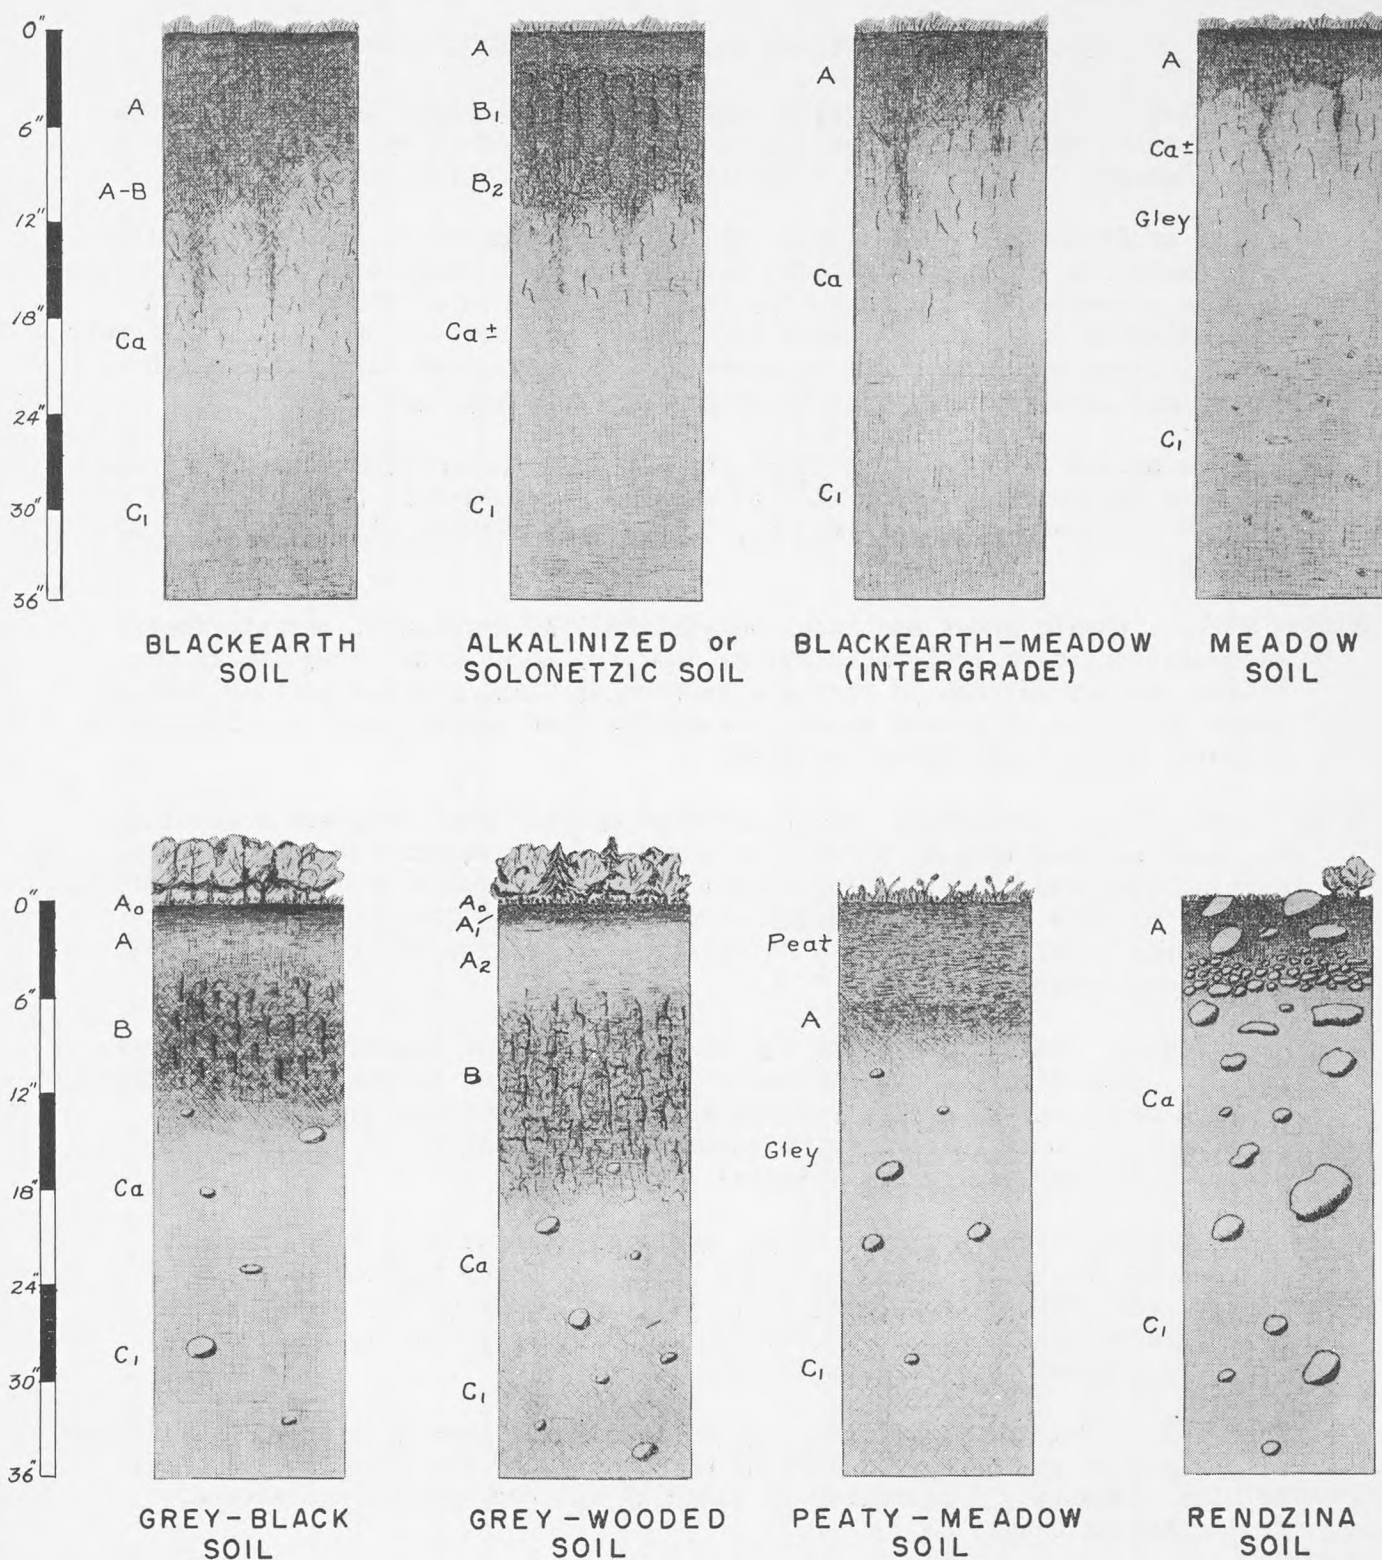 0"
6"
12"
18"
24"
30"
36"
A
A-B
Ca
C₁
BLACKEARTH
SOIL
A
B₁
B₂
Ca ±
C₁
ALKALINIZED or
SOLONETZIC SOIL
A
Ca
C₁
BLACKEARTH-MEADOW
(INTERGRADE)
A
Ca ±
Gley
C₁
MEADOW
SOIL
0"
6"
12"
18"
24"
30"
36"
A₀
A
B
Ca
C₁
GREY-BLACK
SOIL
A₀
A₁
A₂
B
Ca
C₁
GREY-WOODED
SOIL
Peat
A
Gley
C₁
PEATY-MEADOW
SOIL
A
Ca
C₁
RENDZINA
SOIL